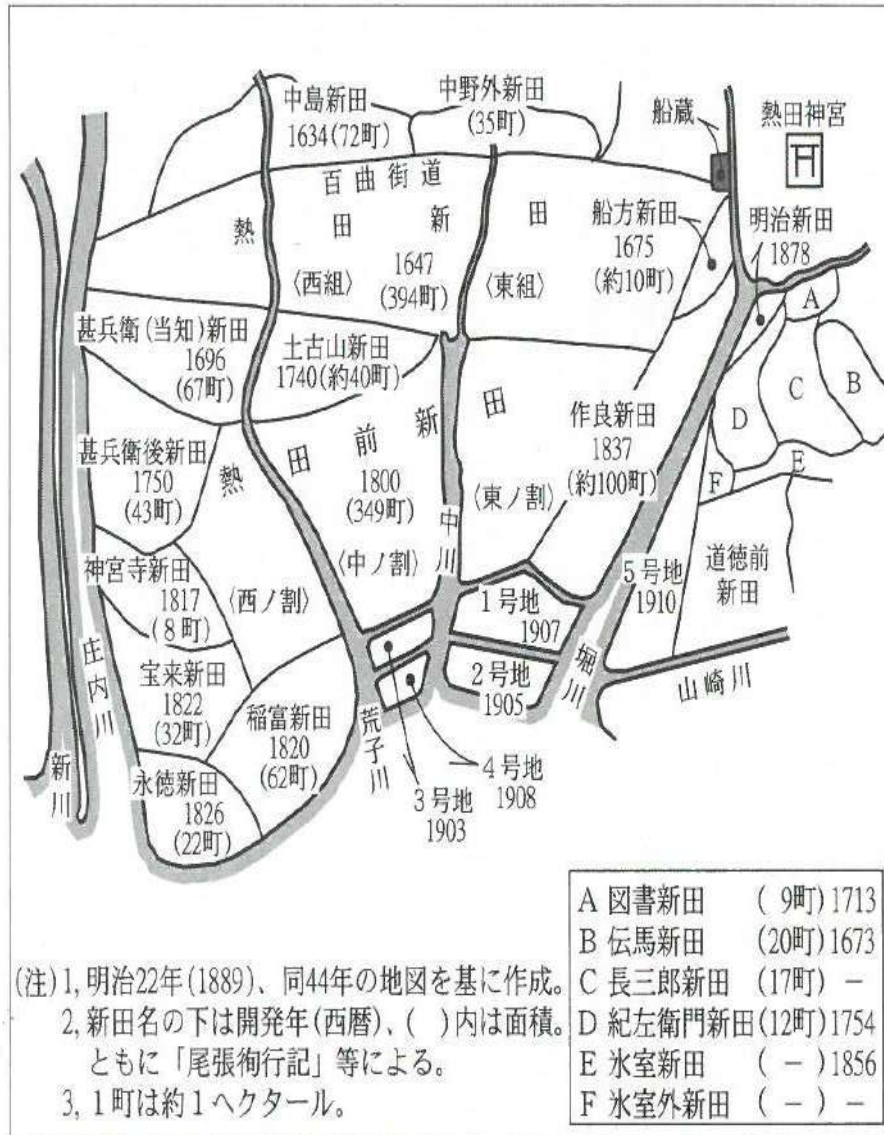 中島新田
1634(72町)
中野外新田
(35町)
船蔵
熱田神宮
百曲街道
熱田新田
〈西組〉
1647
(394町)
〈東組〉
船方新田
1675
(約10町)
明治新田
1878
甚兵衛(当知)新田
1696
(67町)
土古山新田
1740(約40町)
A
B
C
D
E
F
甚兵衛後新田
1750
(43町)
熱田前新田
1800
(349町)
〈西ノ割〉
〈中ノ割〉
〈東ノ割〉
作良新田
1837
(約100町)
中川
神宮寺新田
1817
(8町)
1号地
1907
5号地
1910
道徳前
新田
庄内川
宝来新田
1822
(32町)
稲富新田
1820
(62町)
2号地
1905
堀川
山崎川
新川
永徳新田
1826
(22町)
荒子川
4号地
1908
3号地
1903
A 図書新田 ( 9町)1713
B 伝馬新田 (20町)1673
C 長三郎新田 (17町) −
D 紀左衛門新田(12町)1754
E 氷室新田 ( − )1856
F 氷室外新田 ( − ) −
(注)1, 明治22年(1889)、同44年の地図を基に作成。
2, 新田名の下は開発年(西暦)、( )内は面積。
ともに「尾張徇行記」等による。
3, 1町は約1ヘクタール。